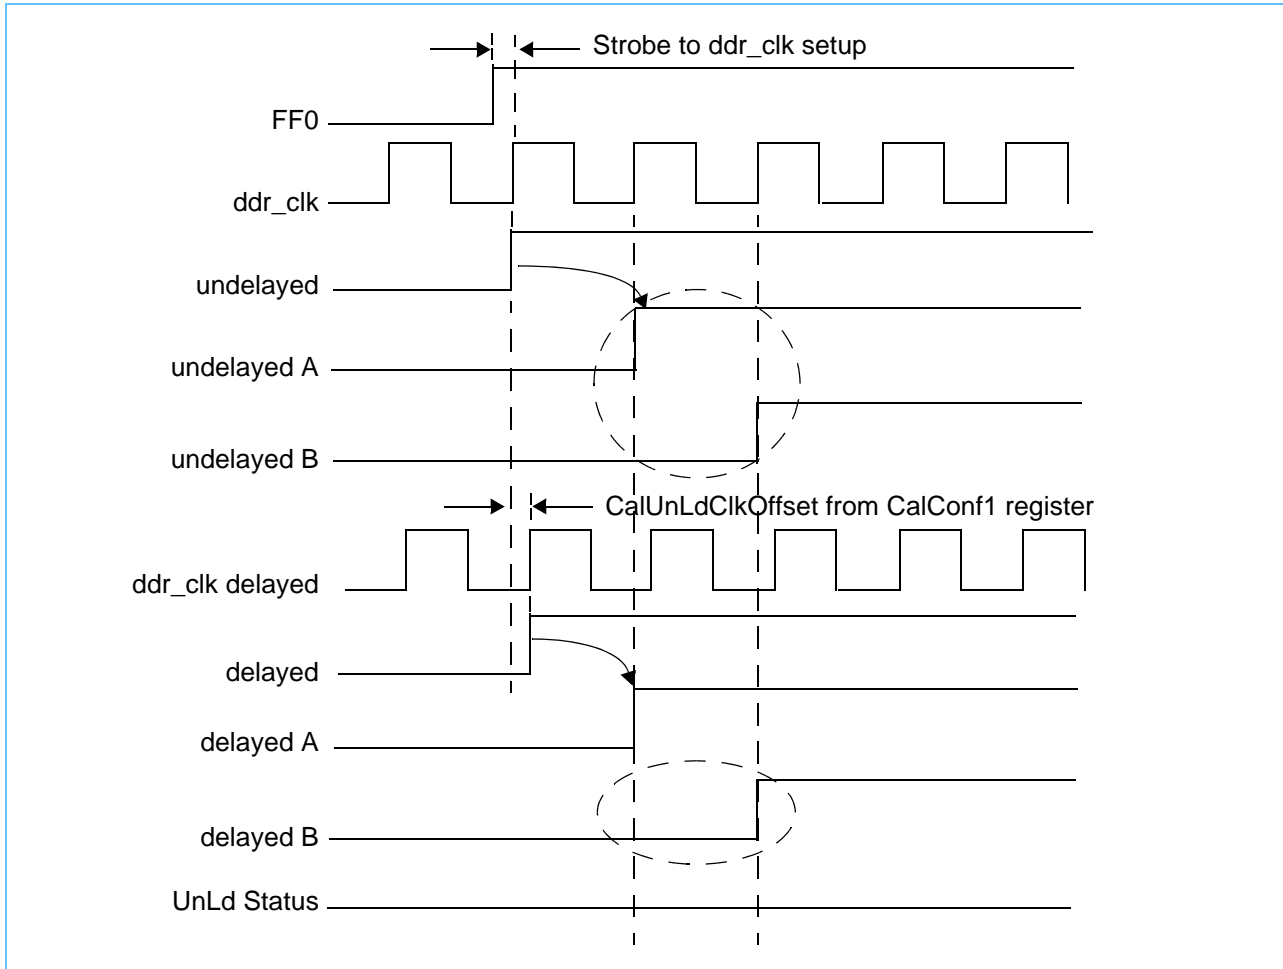 Strobe to ddr_clk setup
FF0
ddr_clk
undelayed
undelayed A
undelayed B
CalUnLdClkOffset from CalConf1 register
ddr_clk delayed
delayed
delayed A
delayed B
UnLd Status